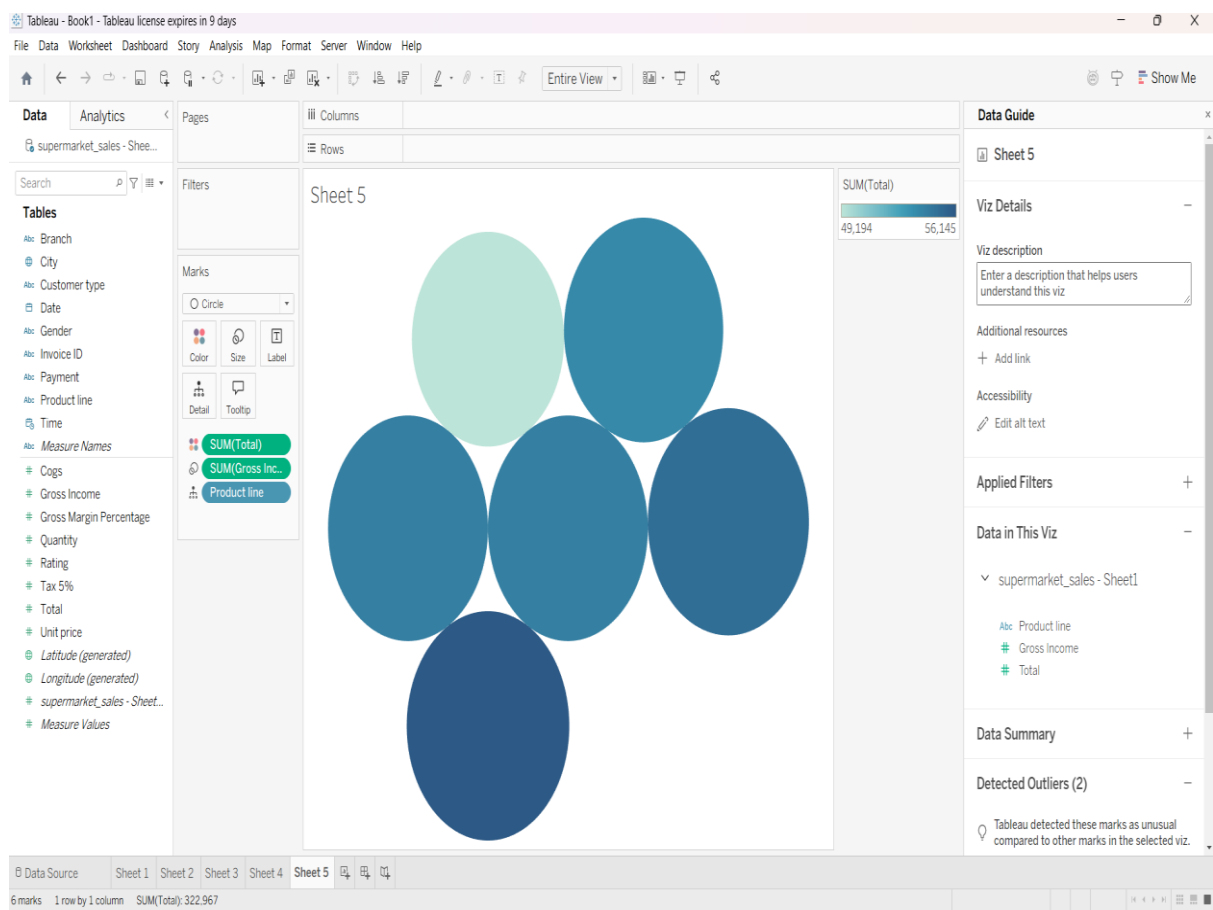 Tableau - Book1 - Tableau license expires in 9 days
File Data Worksheet Dashboard Story Analysis Map Format Server Window Help
Entire View
Show Me
Data Analytics
supermarket_sales - Shee...
Search
Tables
Abc Branch
City
Abc Customer type
Date
Abc Gender
Abc Invoice ID
Abc Payment
Abc Product line
Time
Abc Measure Names
# Cogs
# Gross Income
# Gross Margin Percentage
# Quantity
# Rating
# Tax 5%
# Total
# Unit price
Latitude (generated)
Longitude (generated)
# supermarket_sales - Sheet...
# Measure Values
Pages
Filters
Marks
Circle
Color Size Label
Detail Tooltip
SUM(Total)
SUM(Gross Inc..
Product line
Columns
Rows
Sheet 5
SUM(Total)
49,194 56,145
Data Guide x
Sheet 5
Viz Details
Viz description
Enter a description that helps users
understand this viz
Additional resources
+ Add link
Accessibility
Edit alt text
Applied Filters +
Data in This Viz
supermarket_sales - Sheet1
Abc Product line
# Gross Income
# Total
Data Summary +
Detected Outliers (2)
Tableau detected these marks as unusual
compared to other marks in the selected viz.
Data Source Sheet 1 Sheet 2 Sheet 3 Sheet 4 Sheet 5
6 marks 1 row by 1 column SUM(Total): 322.967